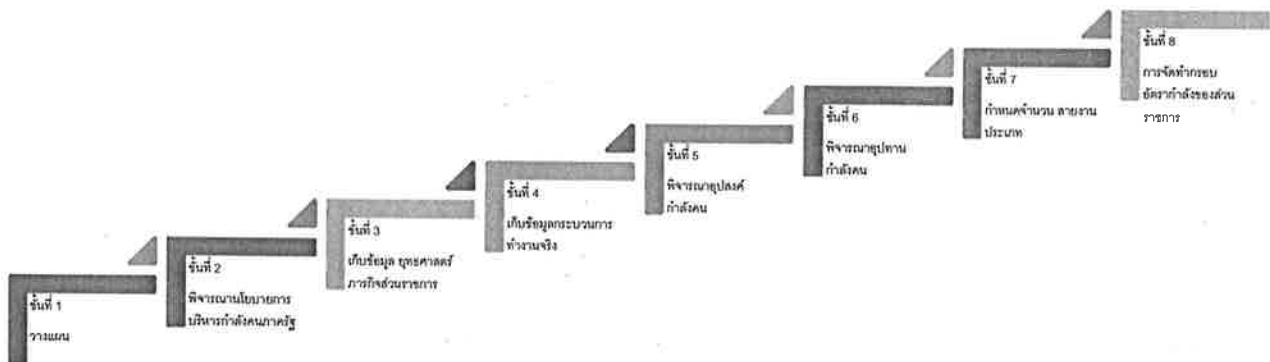 ขั้นที่ 1
วางแผน
ขั้นที่ 2
พิจารณานโยบายการ
บริหารกำลังคนภาครัฐ
ขั้นที่ 3
เก็บข้อมูล ยุทธศาสตร์
ภารกิจส่วนราชการ
ขั้นที่ 4
เก็บข้อมูลกระบวนการ
ทำงานจริง
ขั้นที่ 5
พิจารณาอุปสงค์
กำลังคน
ขั้นที่ 6
พิจารณาอุปทาน
กำลังคน
ขั้นที่ 7
กำหนดจำนวน สายงาน
ประเภท
ขั้นที่ 8
การจัดทำกรอบ
อัตรากำลังของส่วน
ราชการ